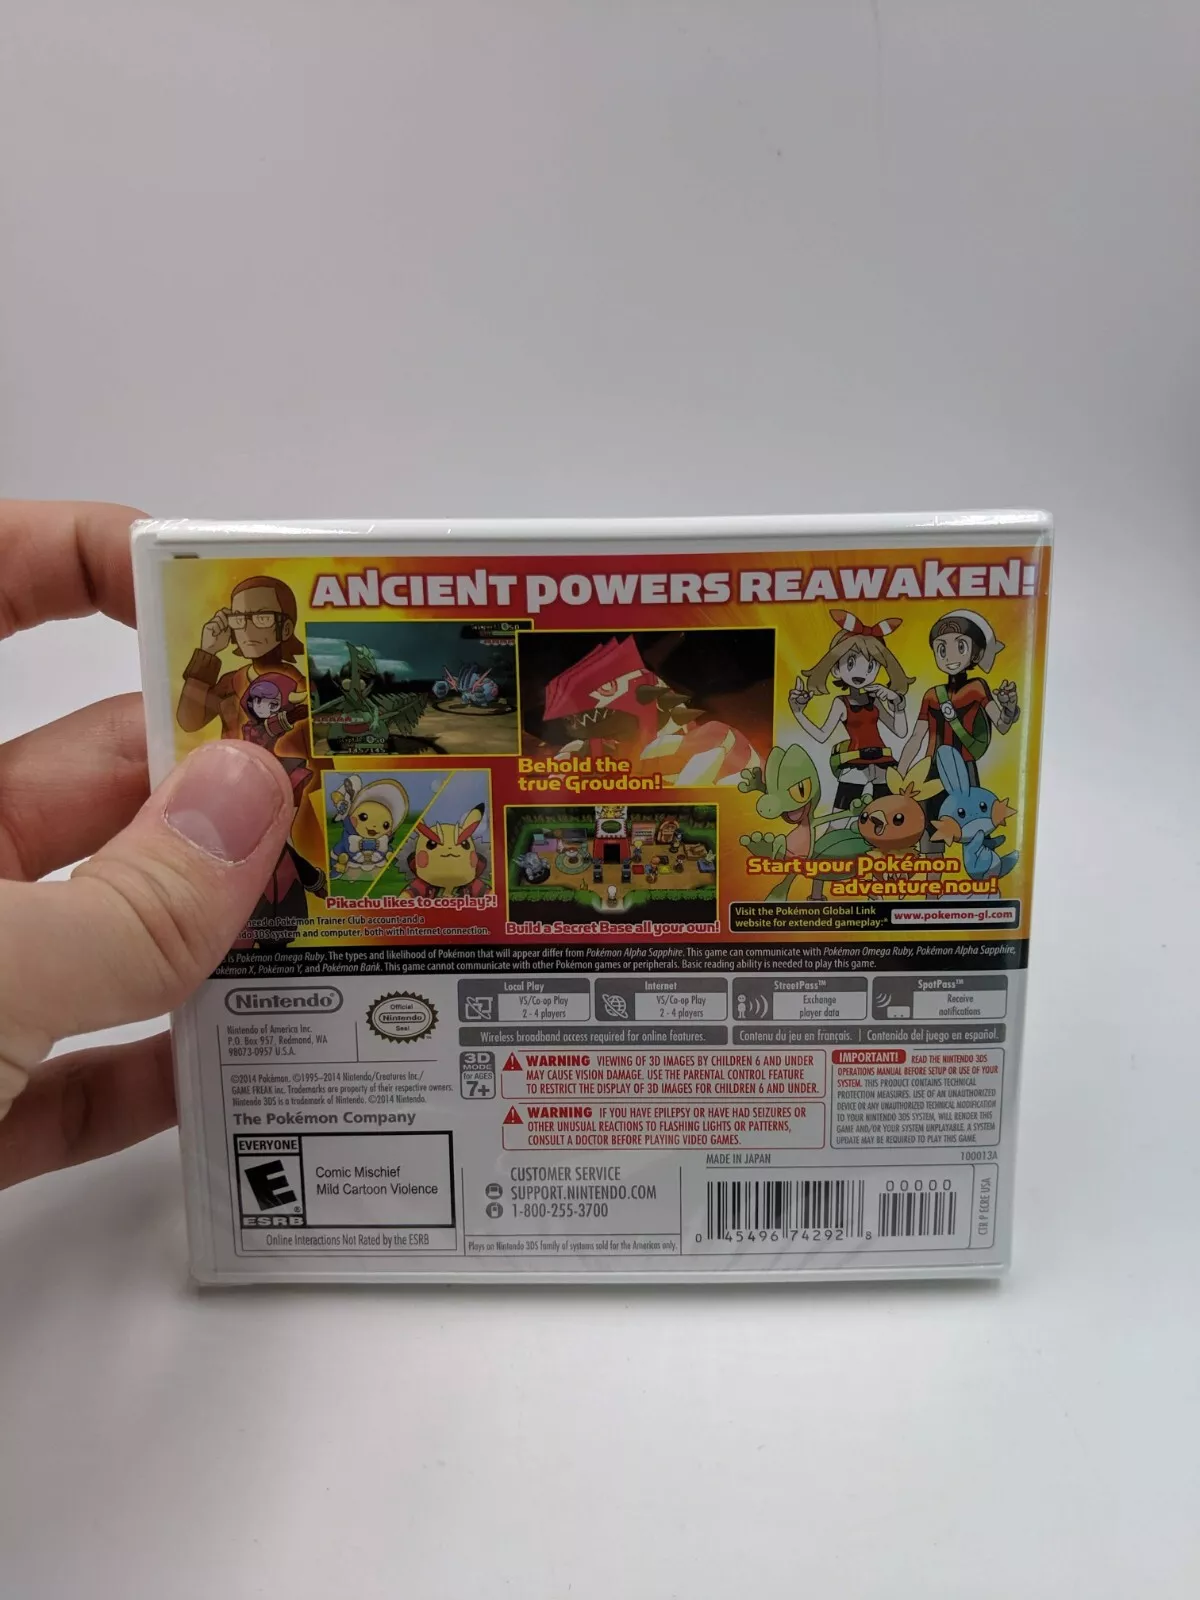 ANCIENT POWERS REAWAKEN!
Behold the
true Groudon!
Pikachu likes to cosplay?!
Build a Secret Base all your own!
Start your Pokémon
adventure now!
need a Pokémon Trainer Club account and a
3DS system and computer, both with Internet connection.
Visit the Pokémon Global Link
website for extended gameplay.*
www.pokemon-gl.com
is Pokémon Omega Ruby. The types and likelihood of Pokémon that will appear differ from Pokémon Alpha Sapphire. This game can communicate with Pokémon Omega Ruby, Pokémon Alpha Sapphire,
Pokémon X, Pokémon Y, and Pokémon Bank. This game cannot communicate with other Pokémon games or peripherals. Basic reading ability is needed to play this game.
Nintendo®
Official
Nintendo
Seal
Nintendo of America Inc.
P.O. Box 957, Redmond, WA
98073-0957 U.S.A.
Local Play
VS/Co-op Play
2 - 4 players
Internet
VS/Co-op Play
2 - 4 players
StreetPass™
Exchange
player data
SpotPass™
Receive
notifications
Wireless broadband access required for online features.
Contenu du jeu en français.
Contenido del juego en español.
©2014 Pokémon. ©1995–2014 Nintendo/Creatures Inc./
GAME FREAK inc. Trademarks are property of their respective owners.
Nintendo 3DS is a trademark of Nintendo. ©2014 Nintendo.
The Pokémon Company
3D
MODE
for AGES
7+
WARNING VIEWING OF 3D IMAGES BY CHILDREN 6 AND UNDER
MAY CAUSE VISION DAMAGE. USE THE PARENTAL CONTROL FEATURE
TO RESTRICT THE DISPLAY OF 3D IMAGES FOR CHILDREN 6 AND UNDER.
WARNING IF YOU HAVE EPILEPSY OR HAVE HAD SEIZURES OR
OTHER UNUSUAL REACTIONS TO FLASHING LIGHTS OR PATTERNS,
CONSULT A DOCTOR BEFORE PLAYING VIDEO GAMES.
IMPORTANT! READ THE NINTENDO 3DS
OPERATIONS MANUAL BEFORE SETUP OR USE OF YOUR
SYSTEM. THIS PRODUCT CONTAINS TECHNICAL
PROTECTION MEASURES. USE OF AN UNAUTHORIZED
DEVICE OR ANY UNAUTHORIZED TECHNICAL MODIFICATION
TO YOUR NINTENDO 3DS SYSTEM, WILL RENDER THIS
GAME AND/OR YOUR SYSTEM UNPLAYABLE. A SYSTEM
UPDATE MAY BE REQUIRED TO PLAY THIS GAME.
EVERYONE
E
ESRB
Comic Mischief
Mild Cartoon Violence
Online Interactions Not Rated by the ESRB
CUSTOMER SERVICE
SUPPORT.NINTENDO.COM
1-800-255-3700
Plays on Nintendo 3DS family of systems sold for the Americas only.
MADE IN JAPAN
100013A
00000
0 45496 74292 8
CTR P ECRE USA